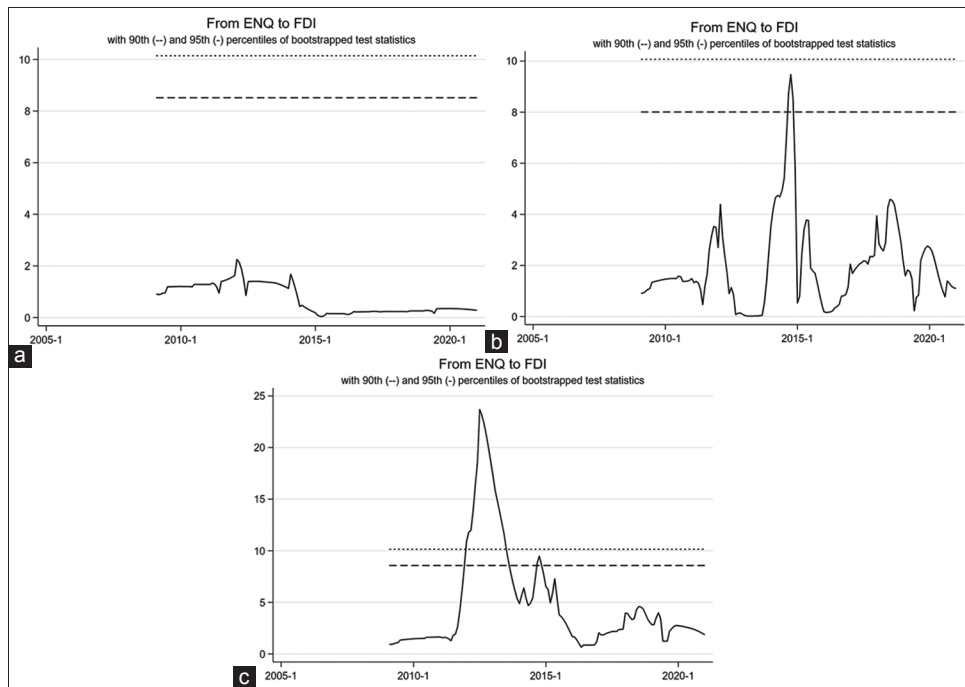 From ENQ to FDI
with 90th (--) and 95th (-) percentiles of bootstrapped test statistics
10
8
6
4
2
0
2005-1 2010-1 2015-1 2020-1
a
From ENQ to FDI
with 90th (--) and 95th (-) percentiles of bootstrapped test statistics
10
8
6
4
2
0
2005-1 2010-1 2015-1 2020-1
b
From ENQ to FDI
with 90th (--) and 95th (-) percentiles of bootstrapped test statistics
25
20
15
10
5
0
2005-1 2010-1 2015-1 2020-1
c